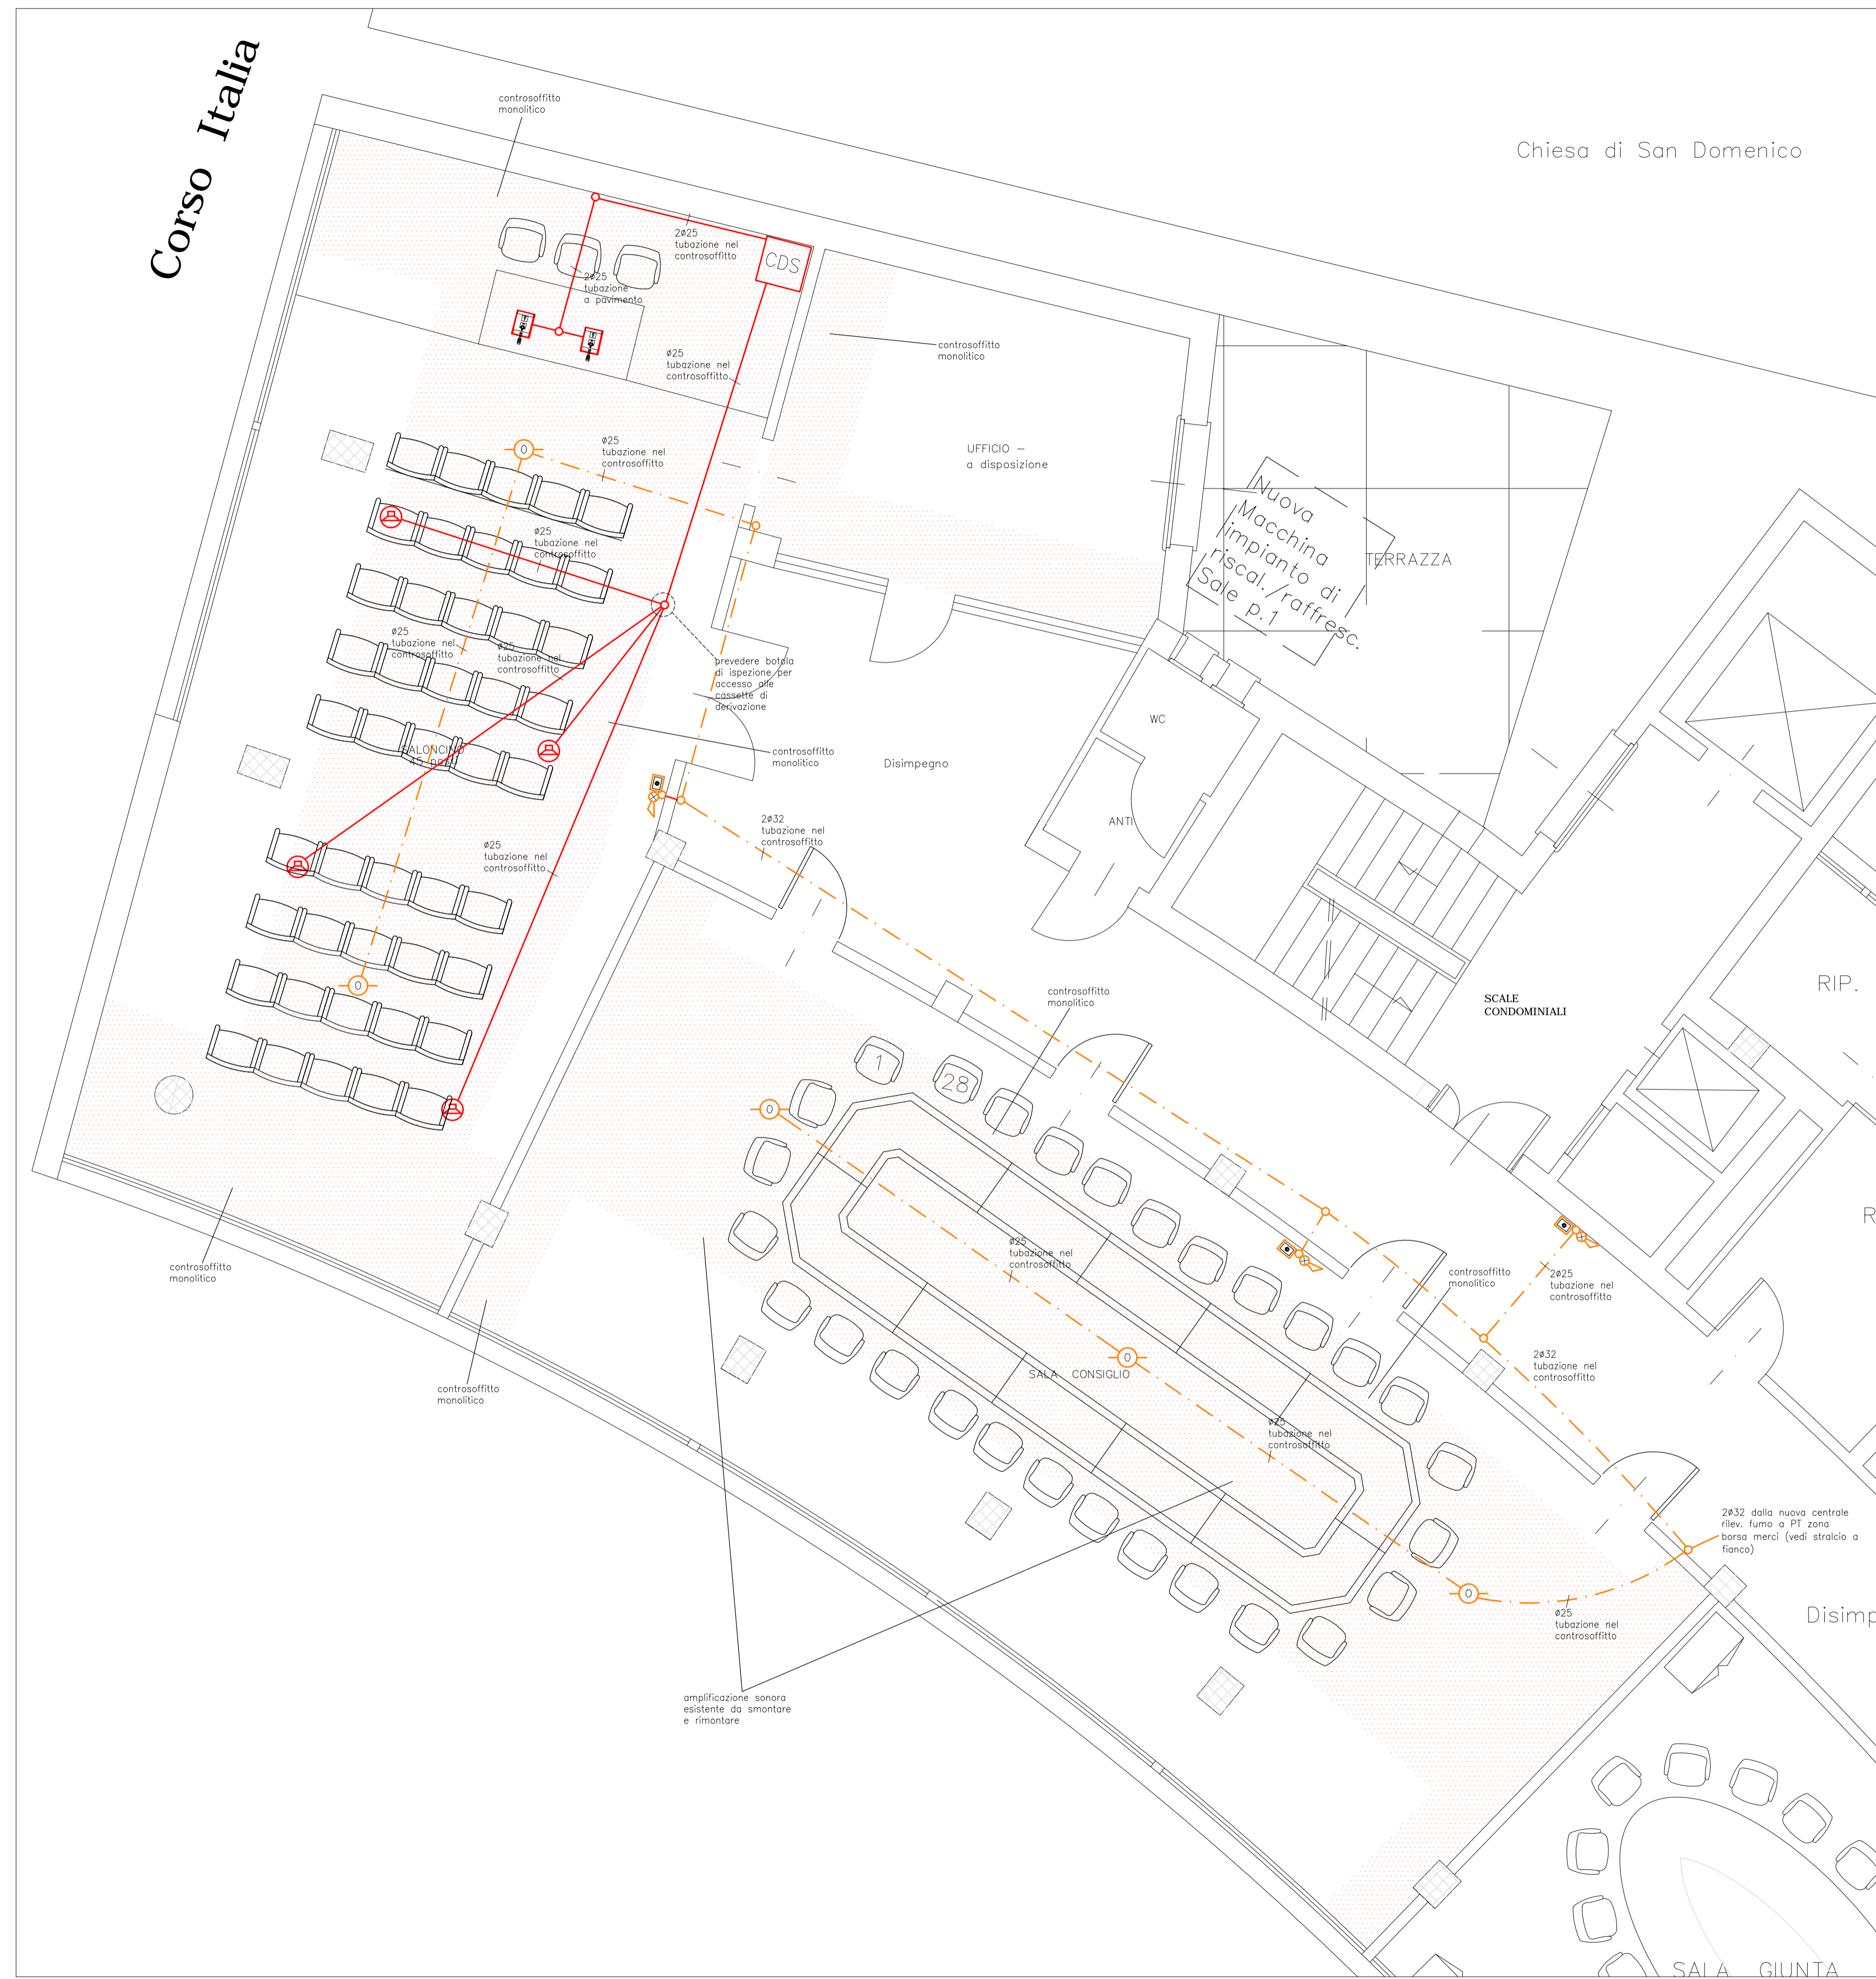 Corso Italia
controsoffitto
monolitico
Chiesa di San Domenico
2ø25
tubazione nel
controsoffitto
CDS
2ø25
tubazione
a pavimento
ø25
tubazione nel
controsoffitto
controsoffitto
monolitico
UFFICIO -
a disposizione
ø25
tubazione nel
controsoffitto
O
Nuova
Macchina
impianto di
riscal./raffresc.
Sale p.1
TERRAZZA
ø25
tubazione nel
controsoffitto
ø25
tubazione nel
controsoffitto
ø25
tubazione nel
controsoffitto
prevedere botola
di ispezione per
accesso alle
cassette di
derivazione
WC
SALONCINO
45 posti
controsoffitto
monolitico
Disimpegno
ANTI
2ø32
tubazione nel
controsoffitto
ø25
tubazione nel
controsoffitto
O
RIP.
SCALE
CONDOMINIALI
controsoffitto
monolitico
1
28
O
R
controsoffitto
monolitico
ø25
tubazione nel
controsoffitto
controsoffitto
monolitico
2ø25
tubazione nel
controsoffitto
O
2ø32
tubazione nel
controsoffitto
SALA CONSIGLIO
controsoffitto
monolitico
ø25
tubazione nel
controsoffitto
2ø32 dalla nuova centrale
rilev. fumo a PT zona
borsa merci (vedi stralcio a
fianco)
O
ø25
tubazione nel
controsoffitto
Disimp
amplificazione sonora
esistente da smontare
e rimontare
SALA GIUNTA